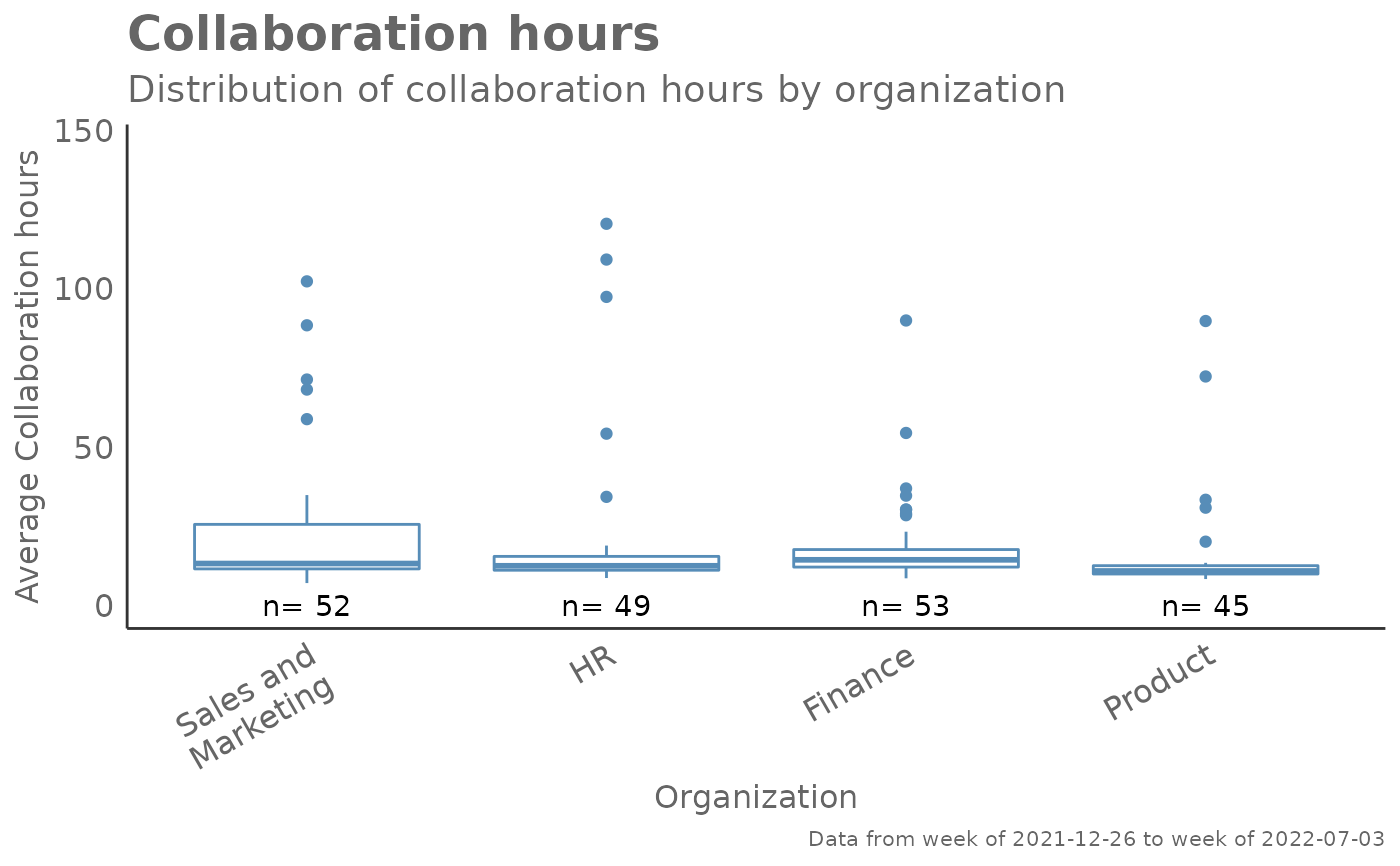 Collaboration hours
Distribution of collaboration hours by organization
Average Collaboration hours
150
100
50
0
n= 52
n= 49
n= 53
n= 45
Sales and
Marketing
HR
Finance
Product
Organization
Data from week of 2021-12-26 to week of 2022-07-03